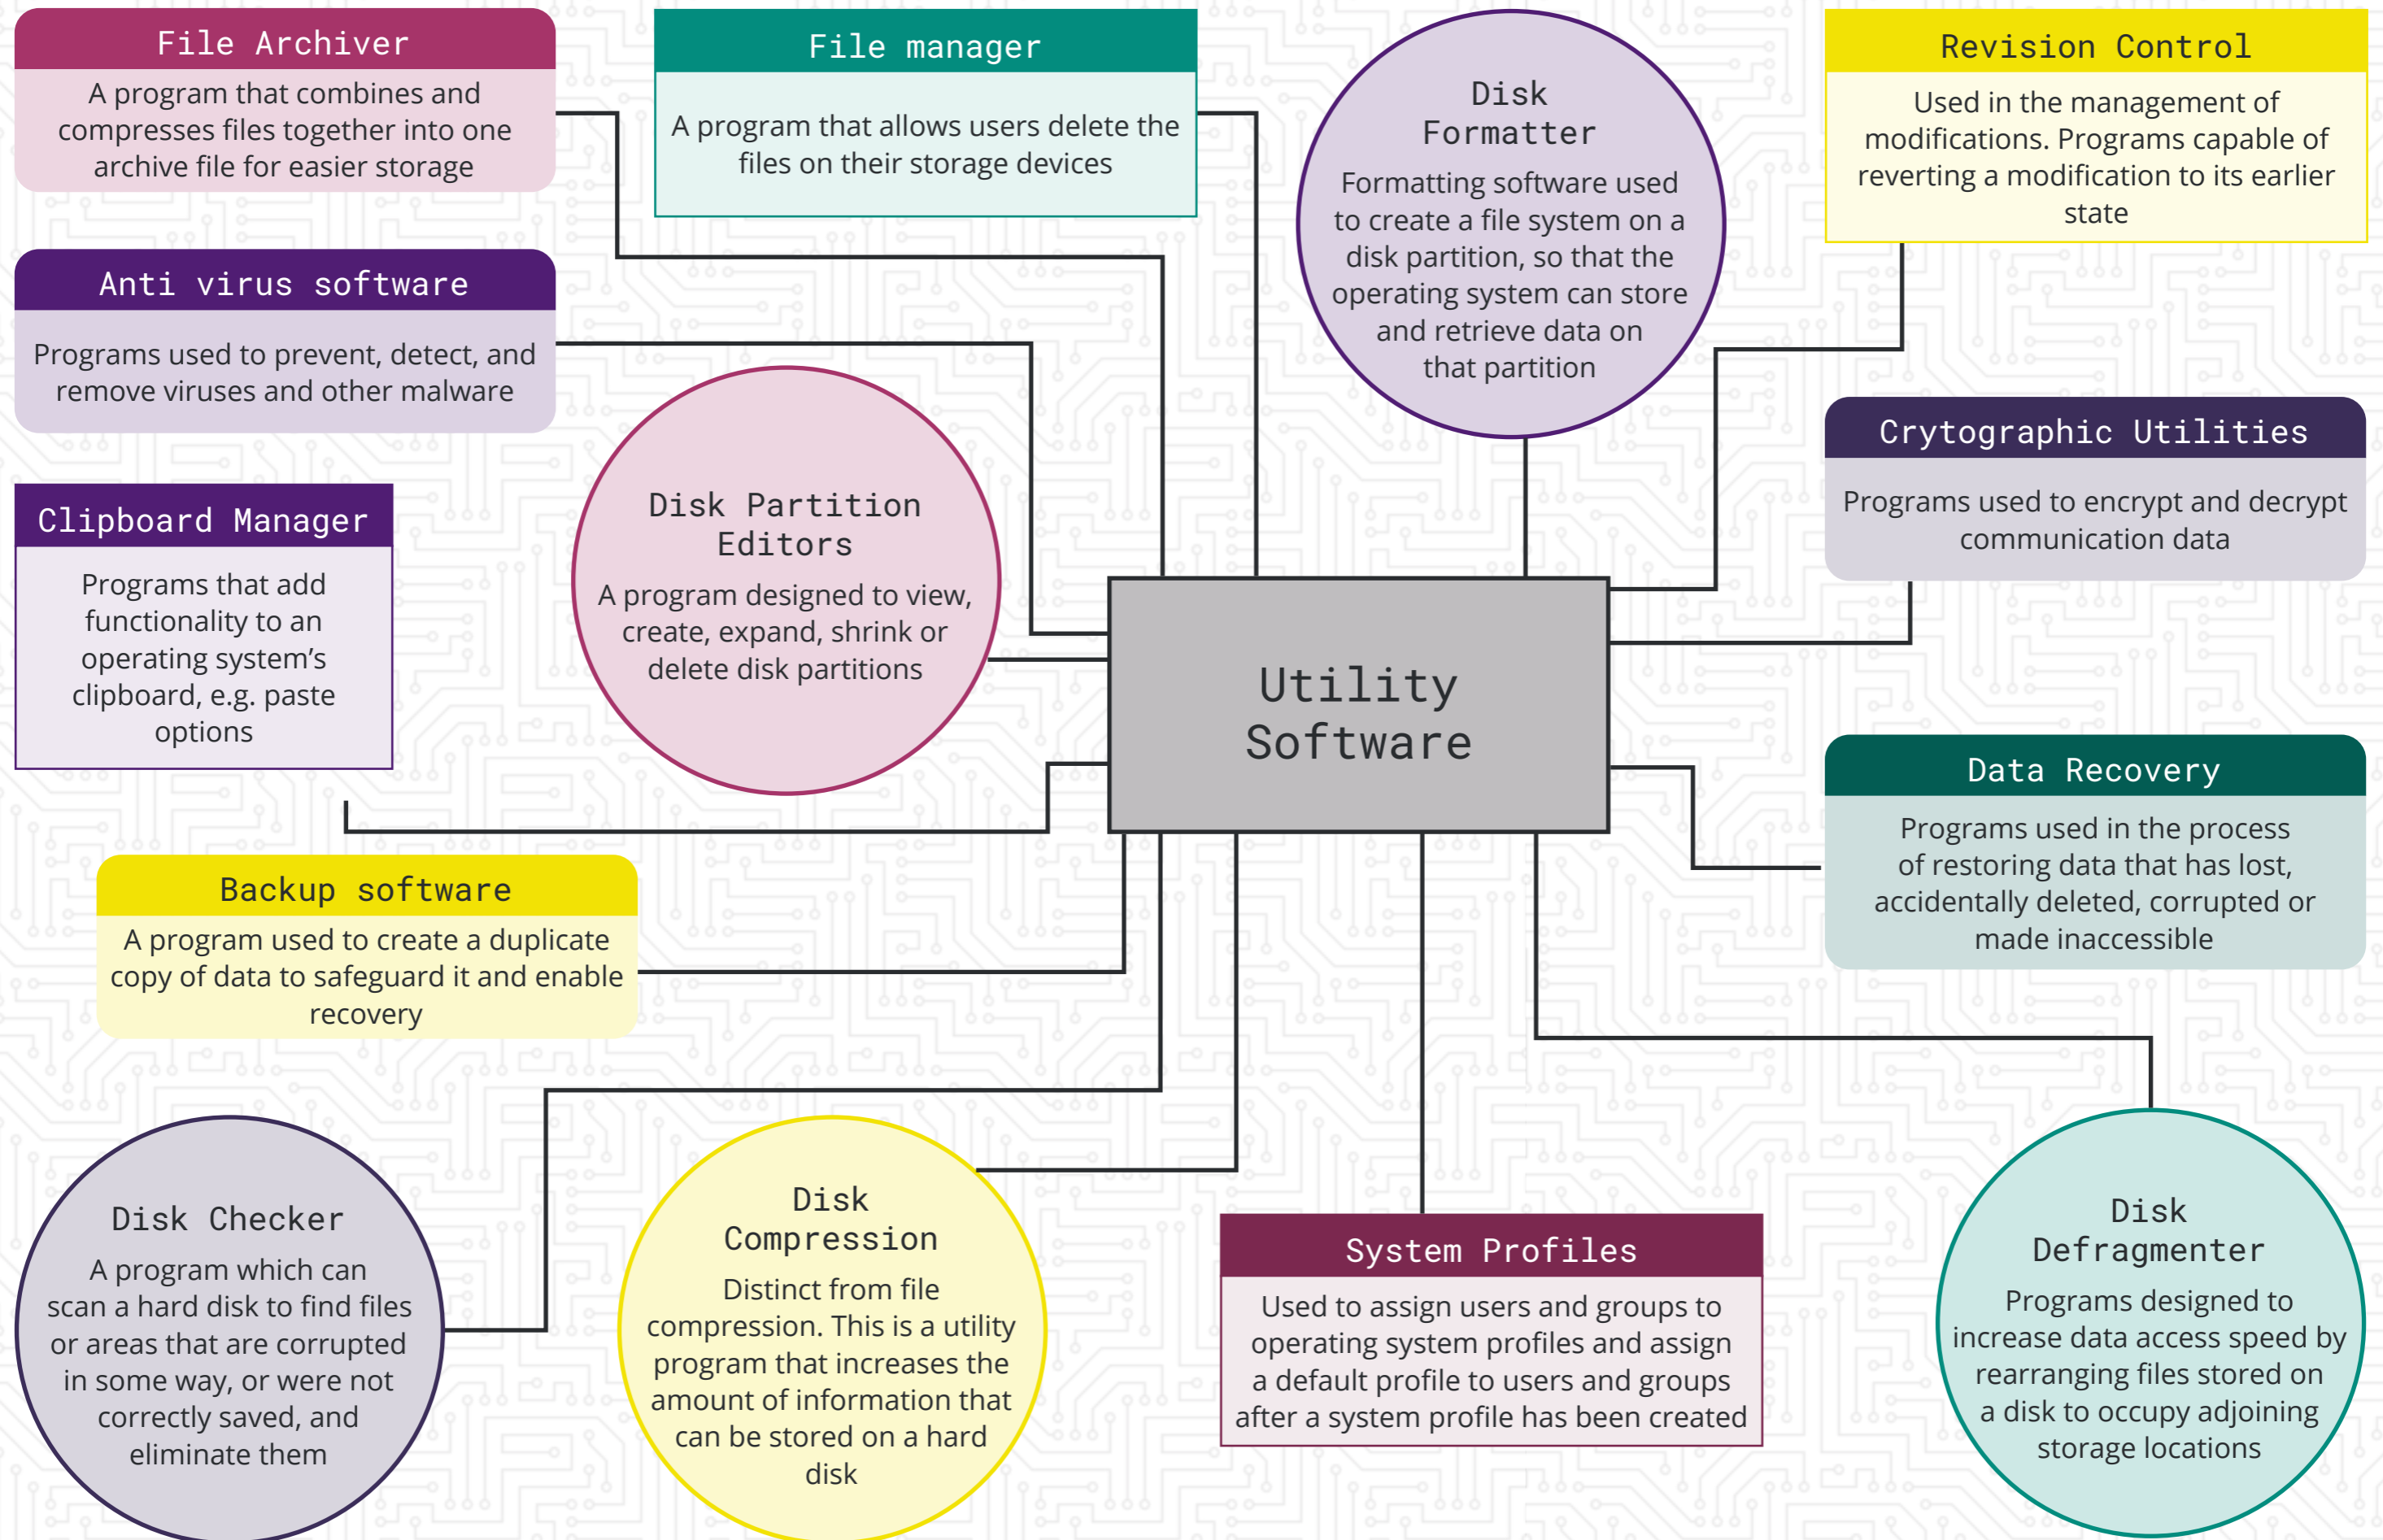 File Archiver
A program that combines and
compresses files together into one
archive file for easier storage
File manager
A program that allows users delete the
files on their storage devices
Disk
Formatter
Formatting software used
to create a file system on a
disk partition, so that the
operating system can store
and retrieve data on
that partition
Revision Control
Used in the management of
modifications. Programs capable of
reverting a modification to its earlier
state
Anti virus software
Programs used to prevent, detect, and
remove viruses and other malware
Crytographic Utilities
Programs used to encrypt and decrypt
communication data
Clipboard Manager
Programs that add
functionality to an
operating system’s
clipboard, e.g. paste
options
Disk Partition
Editors
A program designed to view,
create, expand, shrink or
delete disk partitions
Utility
Software
Data Recovery
Programs used in the process
of restoring data that has lost,
accidentally deleted, corrupted or
made inaccessible
Backup software
A program used to create a duplicate
copy of data to safeguard it and enable
recovery
Disk Checker
A program which can
scan a hard disk to find files
or areas that are corrupted
in some way, or were not
correctly saved, and
eliminate them
Disk
Compression
Distinct from file
compression. This is a utility
program that increases the
amount of information that
can be stored on a hard
disk
System Profiles
Used to assign users and groups to
operating system profiles and assign
a default profile to users and groups
after a system profile has been created
Disk
Defragmenter
Programs designed to
increase data access speed by
rearranging files stored on
a disk to occupy adjoining
storage locations